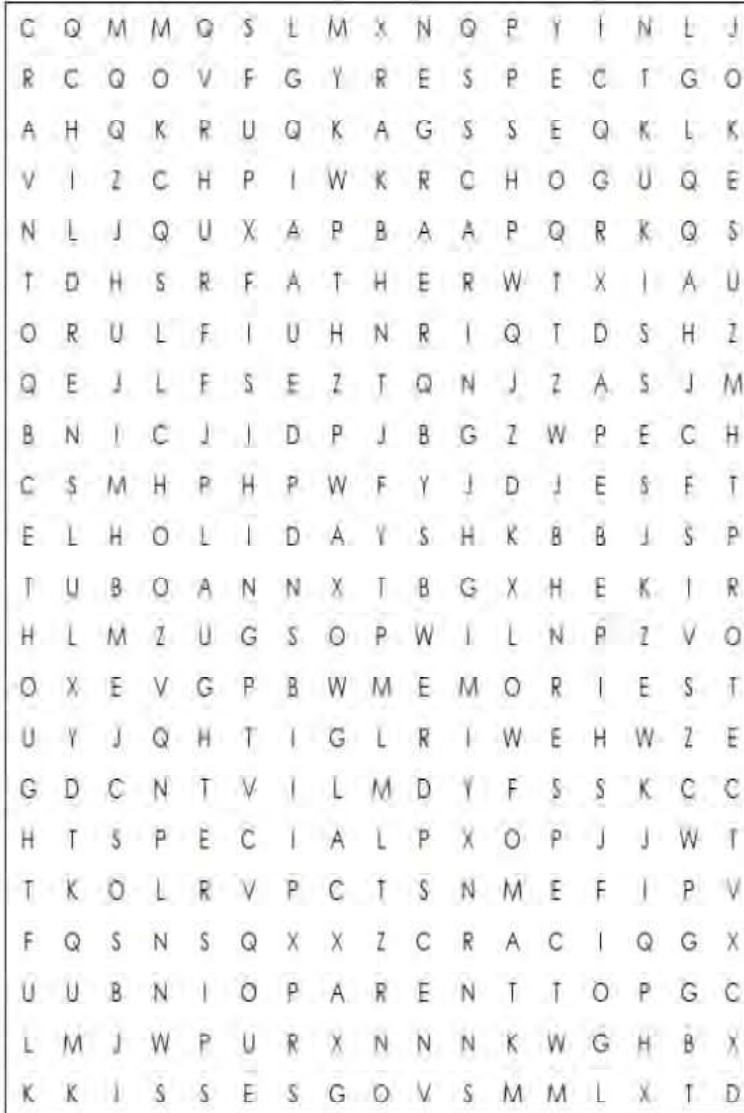 C Q M M Q S L M X N Q P Y I N L J
R C Q O V F G Y R E S P E C T G O
A H Q K R U Q K A G S S E Q K L K
V I Z C H P I W K R C H O G U Q E
N L J Q U X A P B A A P Q R K Q S
T D H S R F A T H E R W T X I A U
O R U L F I U H N R I Q T D S H Z
Q E J L F S E Z T Q N J Z A S J M
B N I C J I D P J B G Z W P E C H
C S M H P H P W F Y J D J E S F T
E L H O L I D A Y S H K B B J S P
T U B O A N N X T B G X H E K I R
H L M Z U G S O P W I L N P Z V O
O X E V G P B W M E M O R I E S T
U Y J Q H T I G L R I W E H W Z E
G D C N T V I L M D Y F S S K C C
H T S P E C I A L P X O P J J W T
T K O L R V P C T S N M E F I P V
F Q S N S Q X X Z C R A C I Q G X
U U B N I O P A R E N T T O P G C
L M J W P U R X N N N K W G H B X
K K I S S E S G O V S M M L X T D